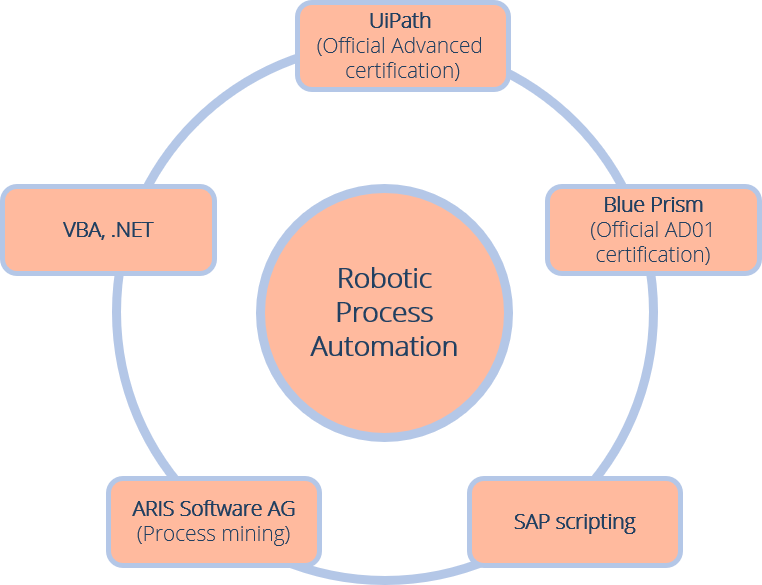 UiPath
(Official Advanced
certification)
VBA, .NET
Blue Prism
(Official AD01
certification)
Robotic
Process
Automation
ARIS Software AG
(Process mining)
SAP scripting